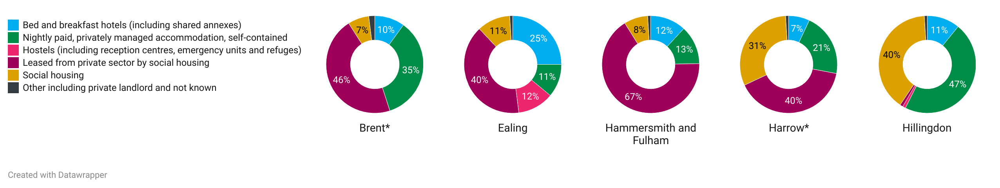 Bed and breakfast hotels (including shared annexes)
Nightly paid, privately managed accommodation, self-contained
Hostels (including reception centres, emergency units and refuges)
Leased from private sector by social housing
Social housing
Other including private landlord and not known
7%
10%
35%
46%
Brent*
11%
25%
11%
12%
40%
Ealing
8%
12%
13%
67%
Hammersmith and
Fulham
7%
21%
31%
40%
Harrow*
11%
40%
47%
Hillingdon
Created with Datawrapper